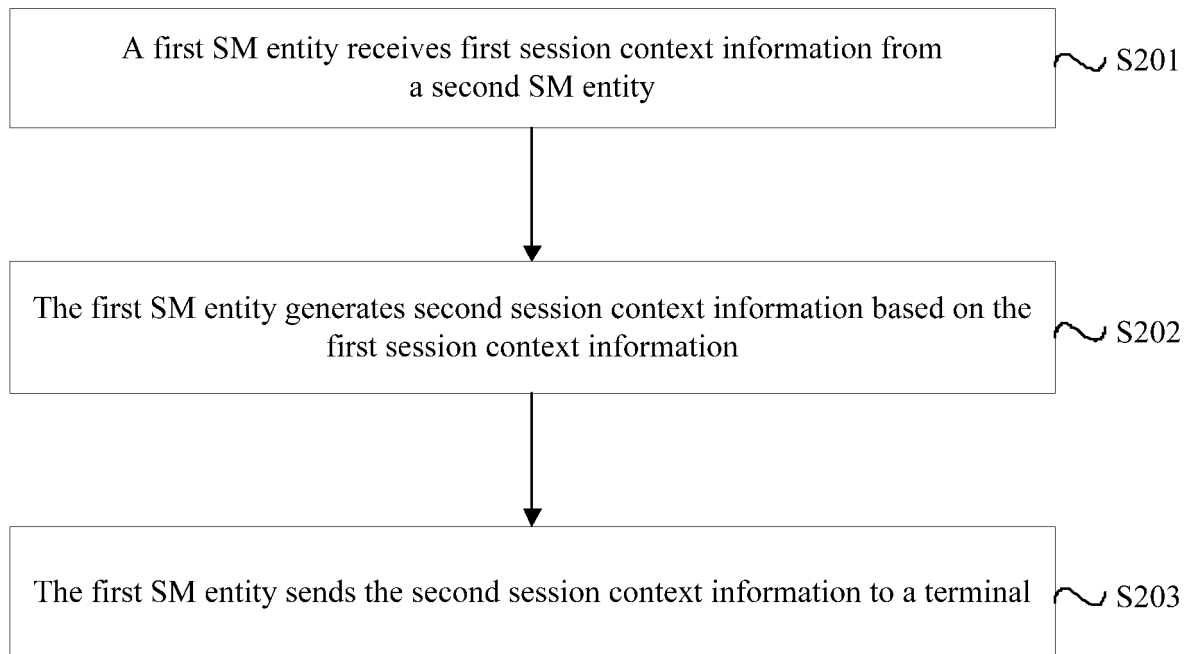 A first SM entity receives first session context information from
a second SM entity
S201
The first SM entity generates second session context information based on the
first session context information
S202
The first SM entity sends the second session context information to a terminal
S203